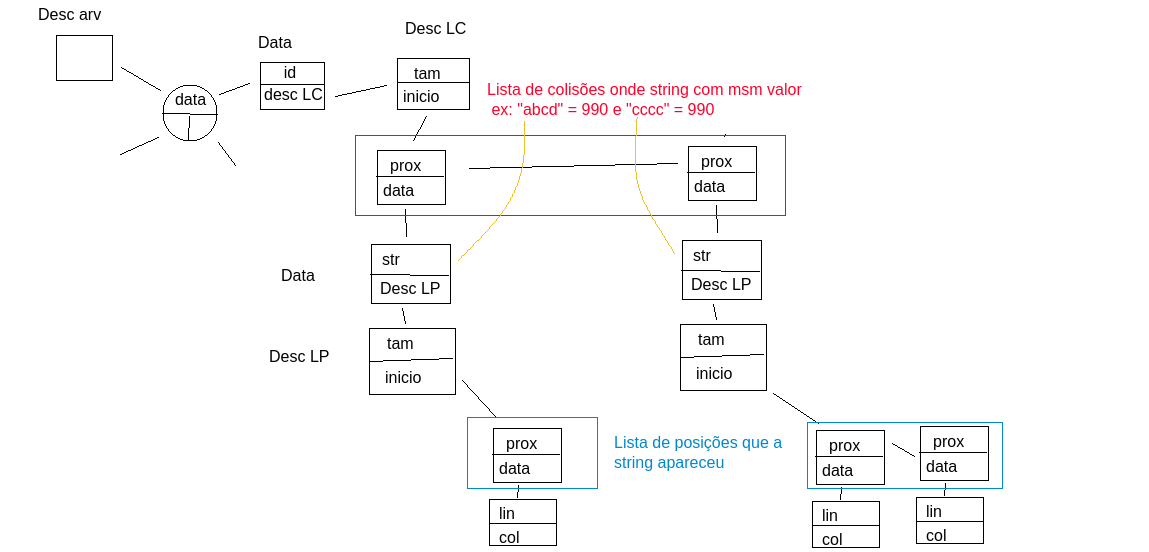 Desc arv
Desc LC
Data
data
id
desc LC
tam
inicio
Lista de colisões onde string com msm valor
ex: "abcd" = 990 e "cccc" = 990
prox
data
prox
data
Data
str
Desc LP
str
Desc LP
Desc LP
tam
inicio
tam
inicio
prox
data
Lista de posições que a
string apareceu
prox
data
prox
data
lin
col
lin
col
lin
col